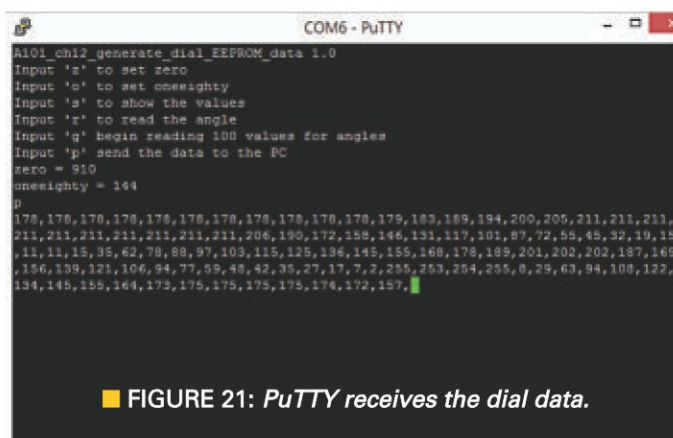 COM6 - PuTTY
A101_ch12_generate_dial_EEPROM_data 1.0
Input 'z' to set zero
Input 'o' to set oneeighty
Input 's' to show the values
Input 'r' to read the angle
Input 'g' begin reading 100 values for angles
Input 'p' send the data to the PC
zero = 910
oneeighty = 144
p
178,178,178,178,178,178,178,178,178,178,178,179,183,189,194,200,205,211,211,211,
211,211,211,211,211,211,211,206,190,172,158,146,131,117,101,87,72,55,45,32,19,15
,11,11,15,35,62,78,88,97,103,115,125,136,145,155,168,178,189,201,202,202,187,169
,156,139,121,106,94,77,59,48,42,35,27,17,7,2,255,253,254,255,8,29,63,94,108,122,
134,145,155,164,173,175,175,175,175,174,172,157,
FIGURE 21: PuTTY receives the dial data.